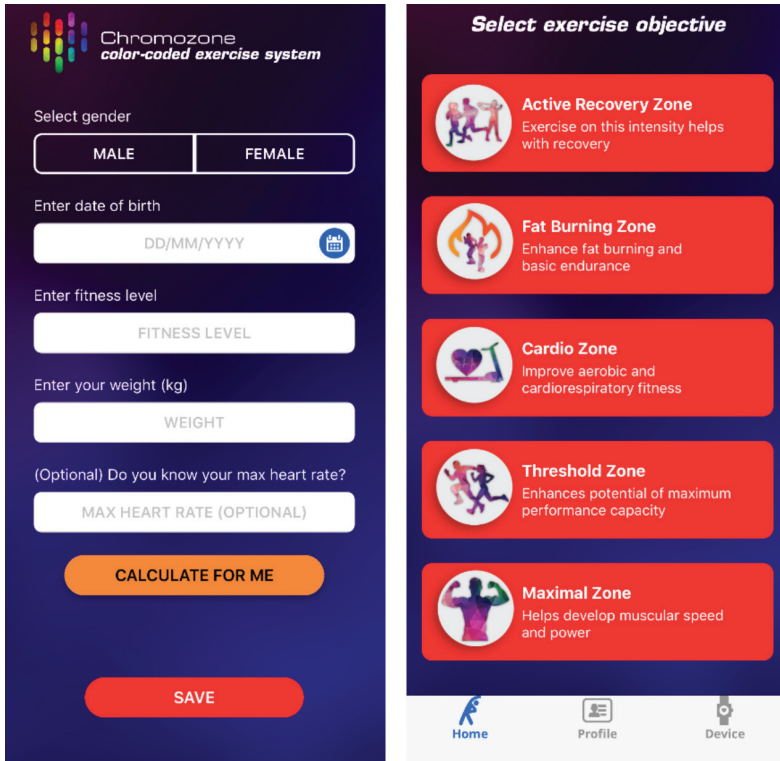 Chromozone
color-coded exercise system
Select gender
MALE FEMALE
Enter date of birth
DD/MM/YYYY
Enter fitness level
FITNESS LEVEL
Enter your weight (kg)
WEIGHT
(Optional) Do you know your max heart rate?
MAX HEART RATE (OPTIONAL)
CALCULATE FOR ME
SAVE
Select exercise objective
Active Recovery Zone
Exercise on this intensity helps
with recovery
Fat Burning Zone
Enhance fat burning and
basic endurance
Cardio Zone
Improve aerobic and
cardiorespiratory fitness
Threshold Zone
Enhances potential of maximum
performance capacity
Maximal Zone
Helps develop muscular speed
and power
Home Profile Device